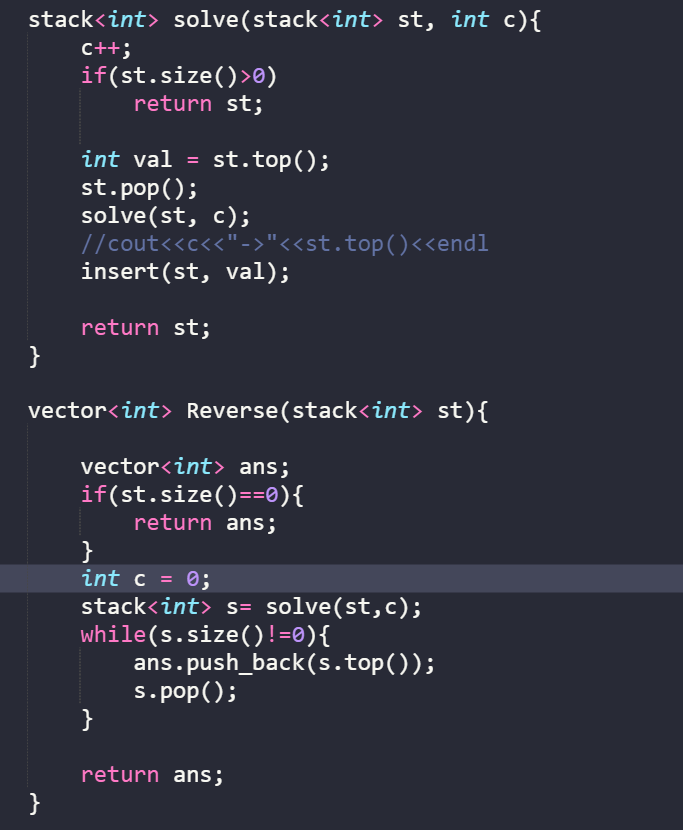 stack<int> solve(stack<int> st, int c){
    c++;
    if(st.size()>0)
        return st;
    int val = st.top();
    st.pop();
    solve(st, c);
    //cout<<c<<"->"<<st.top()<<endl
    insert(st, val);
    return st;
}
vector<int> Reverse(stack<int> st){
    vector<int> ans;
    if(st.size()==0){
        return ans;
    }
    int c = 0;
    stack<int> s= solve(st,c);
    while(s.size()!=0){
        ans.push_back(s.top());
        s.pop();
    }
    return ans;
}